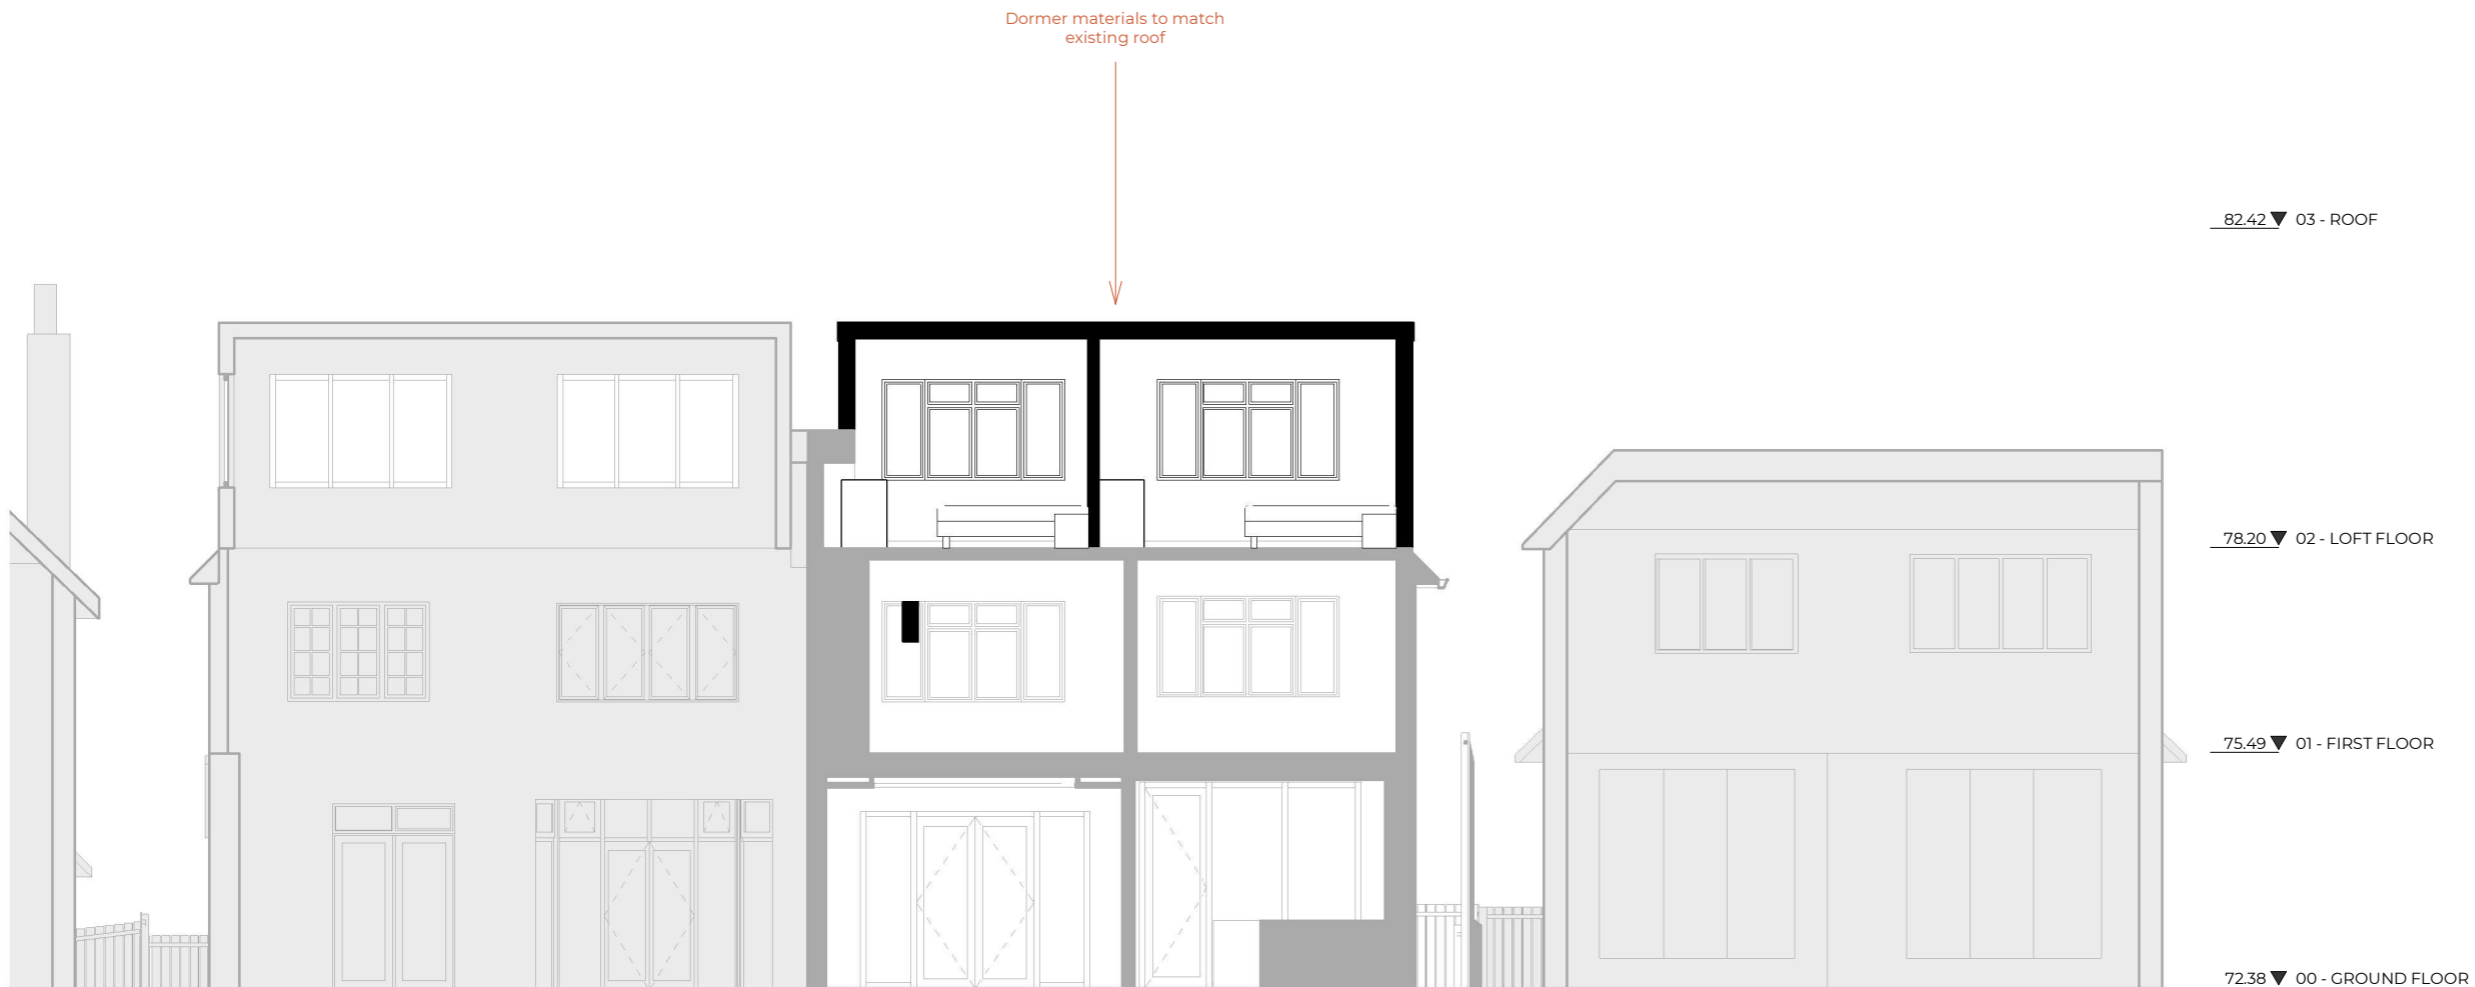 Dormer materials to match
existing roof
82.42 03 - ROOF
78.20 02 - LOFT FLOOR
75.49 01 - FIRST FLOOR
72.38 00 - GROUND FLOOR